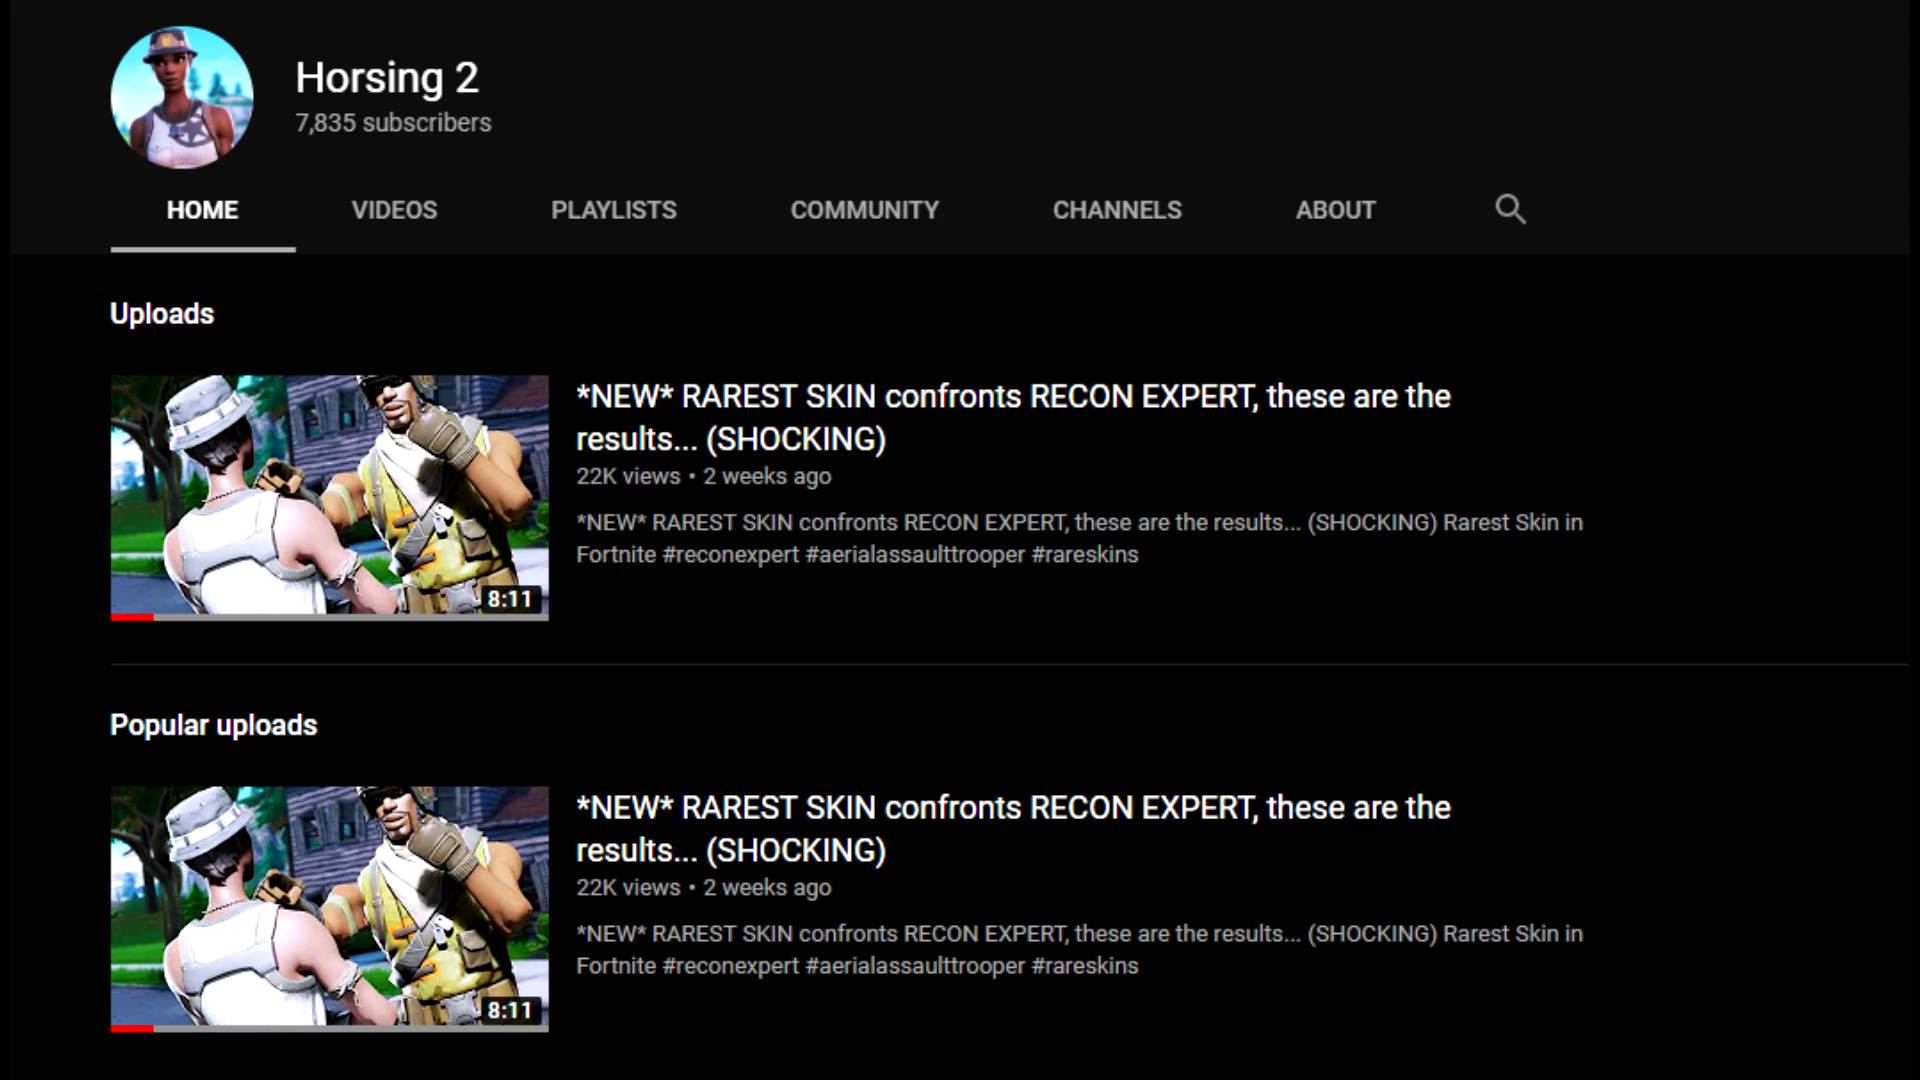 Horsing 2
7,835 subscribers
HOME VIDEOS PLAYLISTS COMMUNITY CHANNELS ABOUT
Uploads
*NEW* RAREST SKIN confronts RECON EXPERT, these are the
results... (SHOCKING)
22K views • 2 weeks ago
*NEW* RAREST SKIN confronts RECON EXPERT, these are the results... (SHOCKING) Rarest Skin in
Fortnite #reconexpert #aerialassaulttrooper #rareskins
8:11
Popular uploads
*NEW* RAREST SKIN confronts RECON EXPERT, these are the
results... (SHOCKING)
22K views • 2 weeks ago
*NEW* RAREST SKIN confronts RECON EXPERT, these are the results... (SHOCKING) Rarest Skin in
Fortnite #reconexpert #aerialassaulttrooper #rareskins
8:11